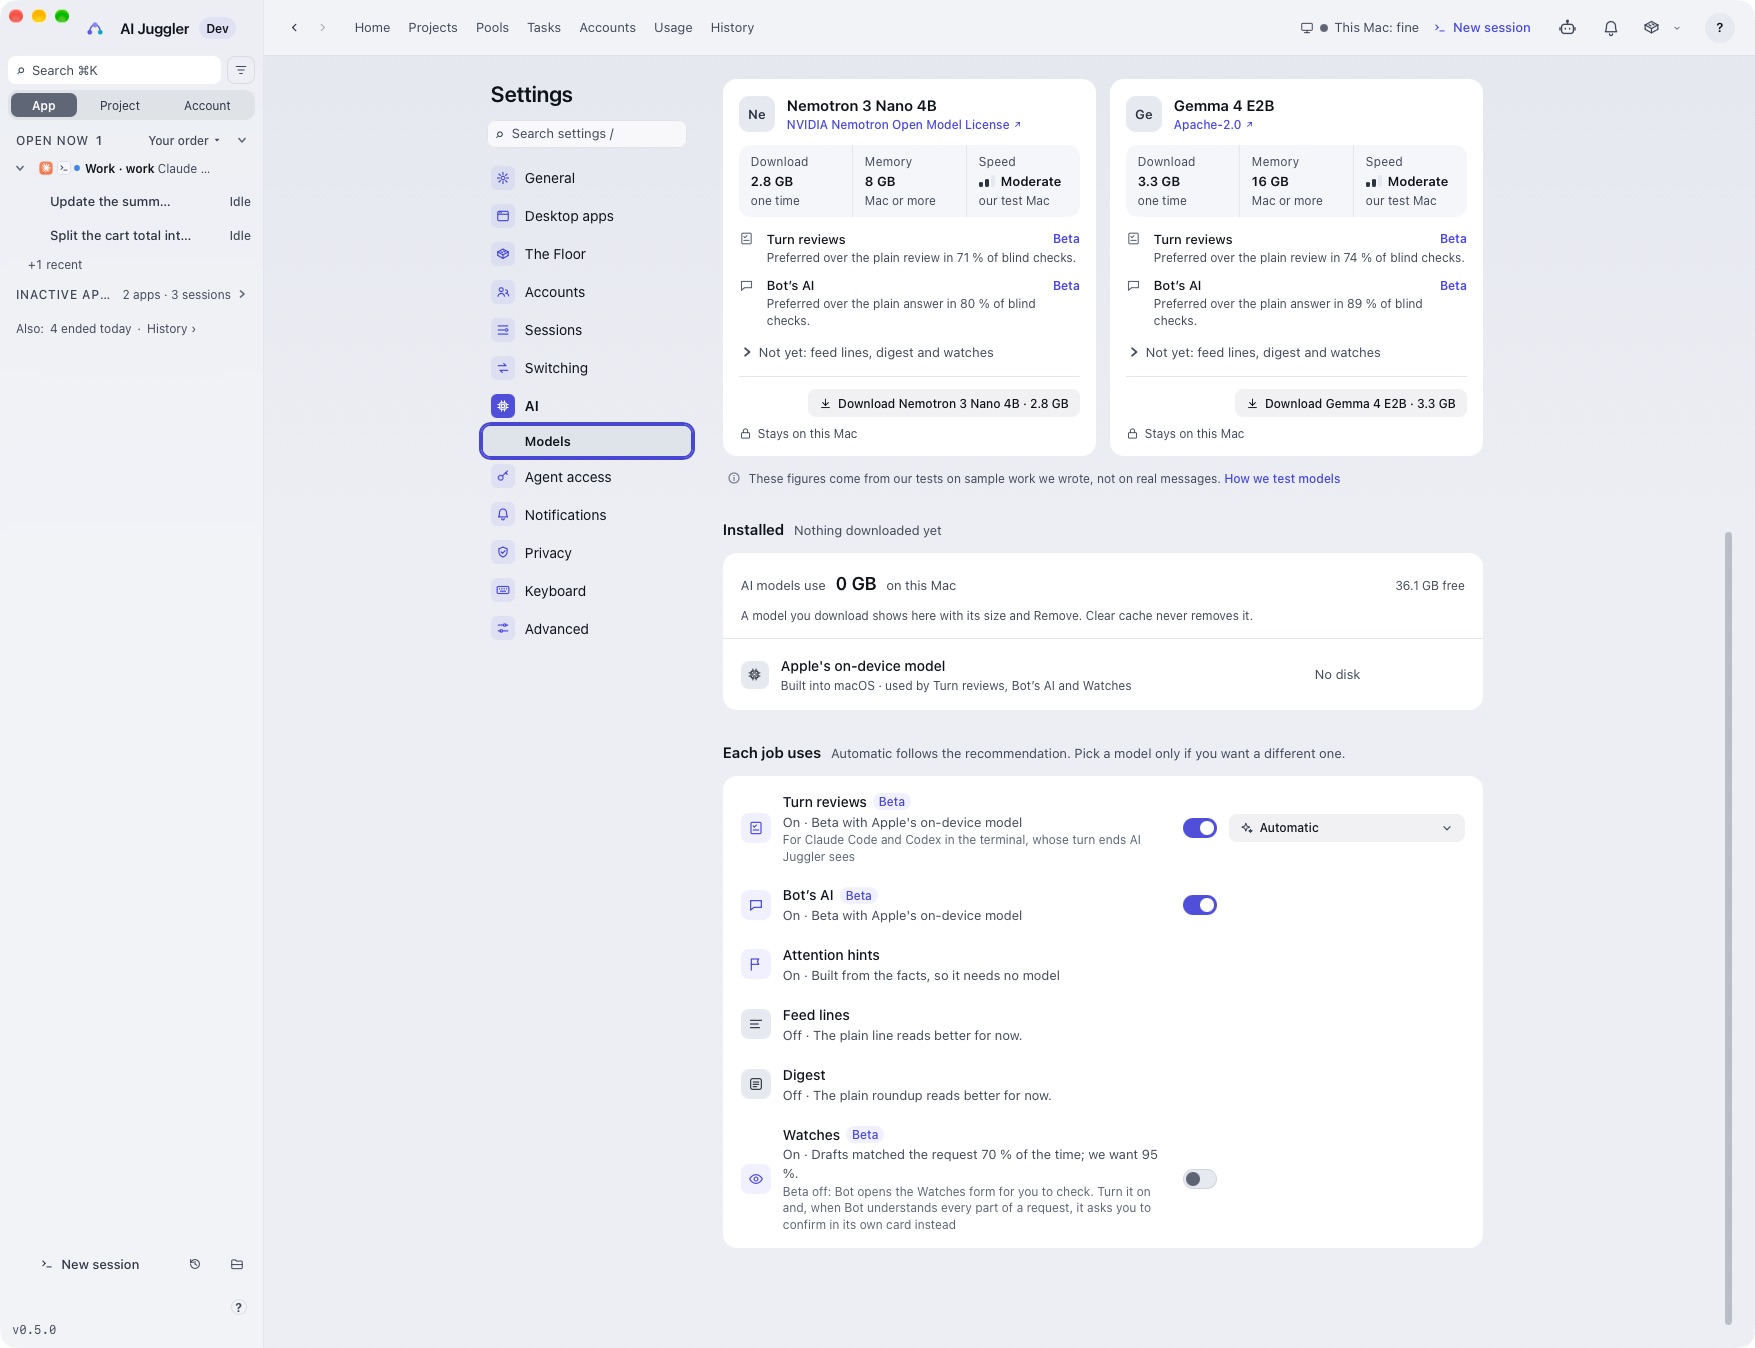 AI Juggler Dev
Search ⌘K
App Project Account
OPEN NOW 1 Your order
Work · work Claude ...
Update the summ... Idle
Split the cart total int... Idle
+1 recent
INACTIVE AP... 2 apps · 3 sessions
Also: 4 ended today · History ›
New session
?
v0.5.0
Home Projects Pools Tasks Accounts Usage History
This Mac: fine New session ?
Settings
Search settings /
General
Desktop apps
The Floor
Accounts
Sessions
Switching
AI
Models
Agent access
Notifications
Privacy
Keyboard
Advanced
Ne Nemotron 3 Nano 4B
NVIDIA Nemotron Open Model License ↗
Download Memory Speed
2.8 GB 8 GB Moderate
one time Mac or more our test Mac
Turn reviews Beta
Preferred over the plain review in 71 % of blind checks.
Bot’s AI Beta
Preferred over the plain answer in 80 % of blind
checks.
Not yet: feed lines, digest and watches
Download Nemotron 3 Nano 4B · 2.8 GB
Stays on this Mac
Ge Gemma 4 E2B
Apache-2.0 ↗
Download Memory Speed
3.3 GB 16 GB Moderate
one time Mac or more our test Mac
Turn reviews Beta
Preferred over the plain review in 74 % of blind checks.
Bot’s AI Beta
Preferred over the plain answer in 89 % of blind
checks.
Not yet: feed lines, digest and watches
Download Gemma 4 E2B · 3.3 GB
Stays on this Mac
These figures come from our tests on sample work we wrote, not on real messages. How we test models
Installed Nothing downloaded yet
AI models use 0 GB on this Mac 36.1 GB free
A model you download shows here with its size and Remove. Clear cache never removes it.
Apple's on-device model
Built into macOS · used by Turn reviews, Bot’s AI and Watches
No disk
Each job uses Automatic follows the recommendation. Pick a model only if you want a different one.
Turn reviews Beta
On · Beta with Apple's on-device model
For Claude Code and Codex in the terminal, whose turn ends AI
Juggler sees
Automatic
Bot’s AI Beta
On · Beta with Apple's on-device model
Attention hints
On · Built from the facts, so it needs no model
Feed lines
Off · The plain line reads better for now.
Digest
Off · The plain roundup reads better for now.
Watches Beta
On · Drafts matched the request 70 % of the time; we want 95
%.
Beta off: Bot opens the Watches form for you to check. Turn it on
and, when Bot understands every part of a request, it asks you to
confirm in its own card instead